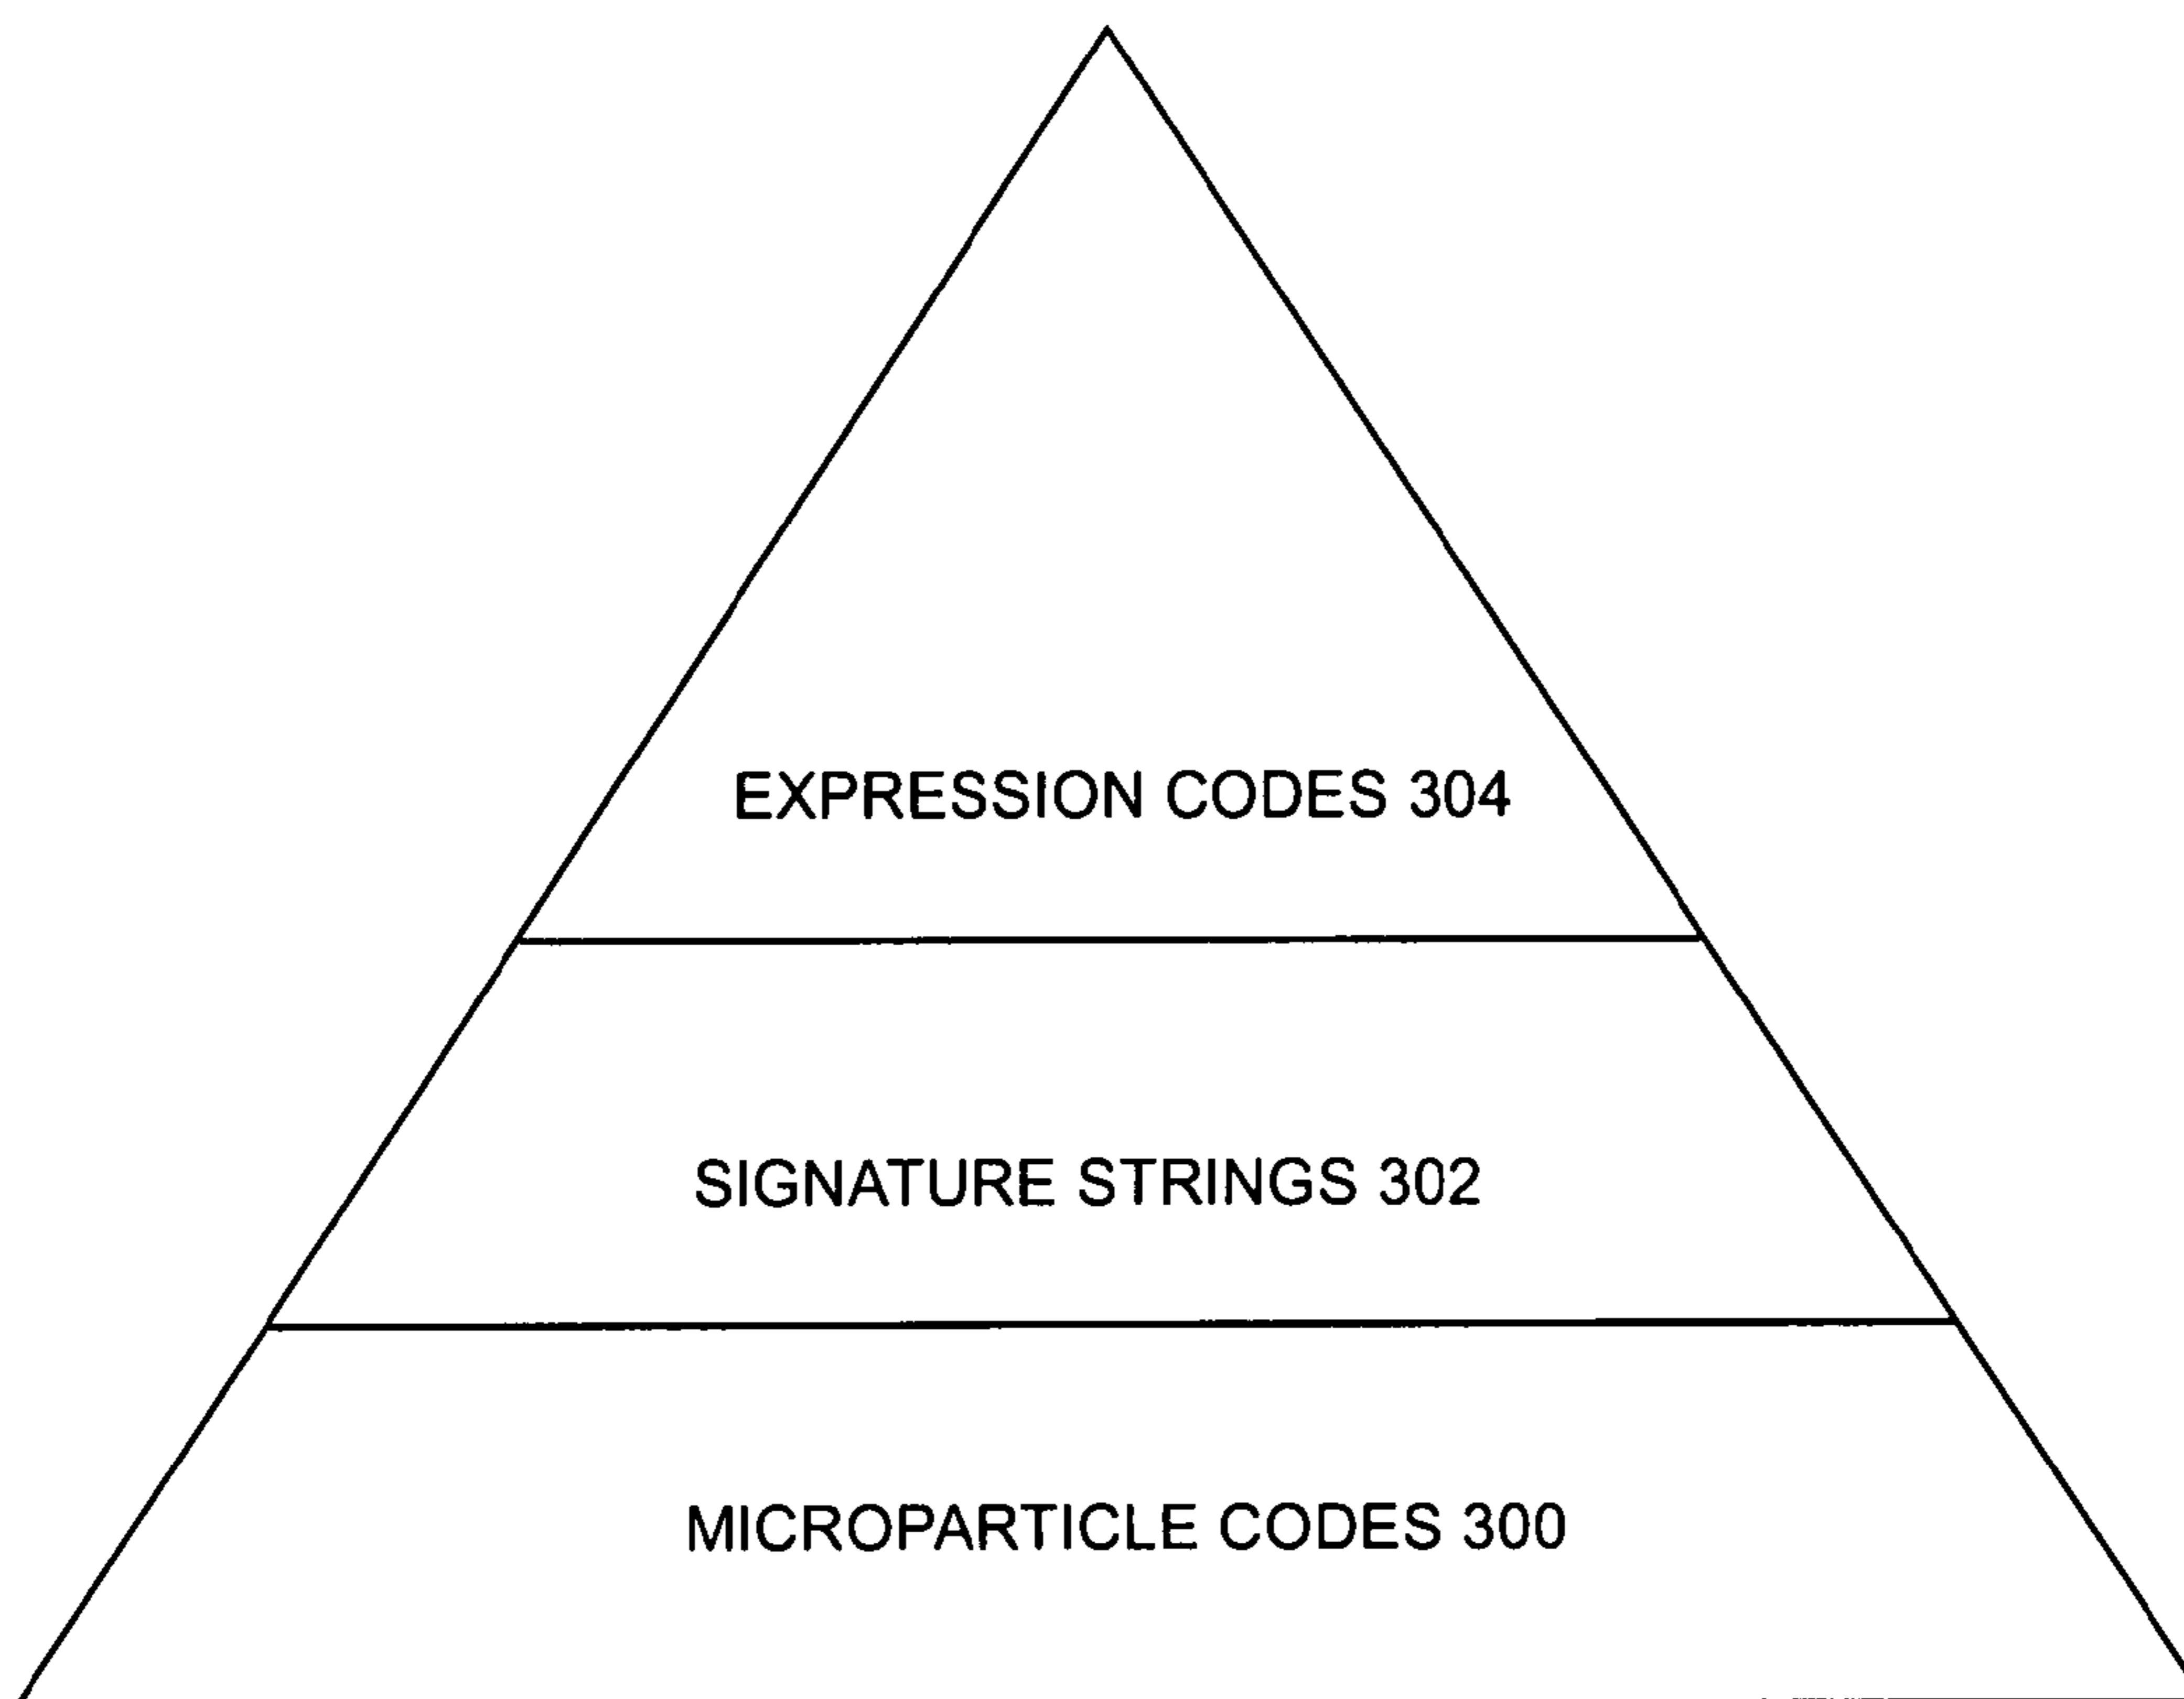 EXPRESSION CODES 304
SIGNATURE STRINGS 302
MICROPARTICLE CODES 300